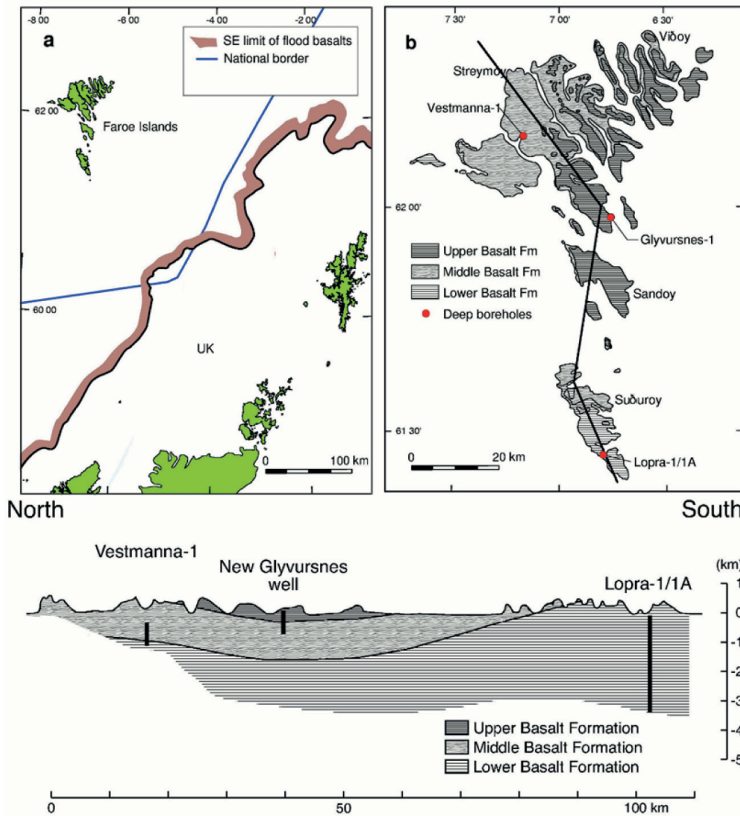 -8 00
-6 00
-4 00
-2 00
a
SE limit of flood basalts
National border
62 00
Faroe Islands
60 00
UK
0
100 km
7 30'
7 00
6 30'
b
Viðoy
Streymoy
Vestmanna-1
62 00
Glyvursnes-1
Upper Basalt Fm
Middle Basalt Fm
Lower Basalt Fm
Deep boreholes
Sandoy
Suðuroy
61 30'
0
20 km
Lopra-1/1A
North
South
Vestmanna-1
New Glyvursnes
well
Lopra-1/1A
(km)
1
0
-1
-2
-3
-4
-5
Upper Basalt Formation
Middle Basalt Formation
Lower Basalt Formation
0
50
100 km